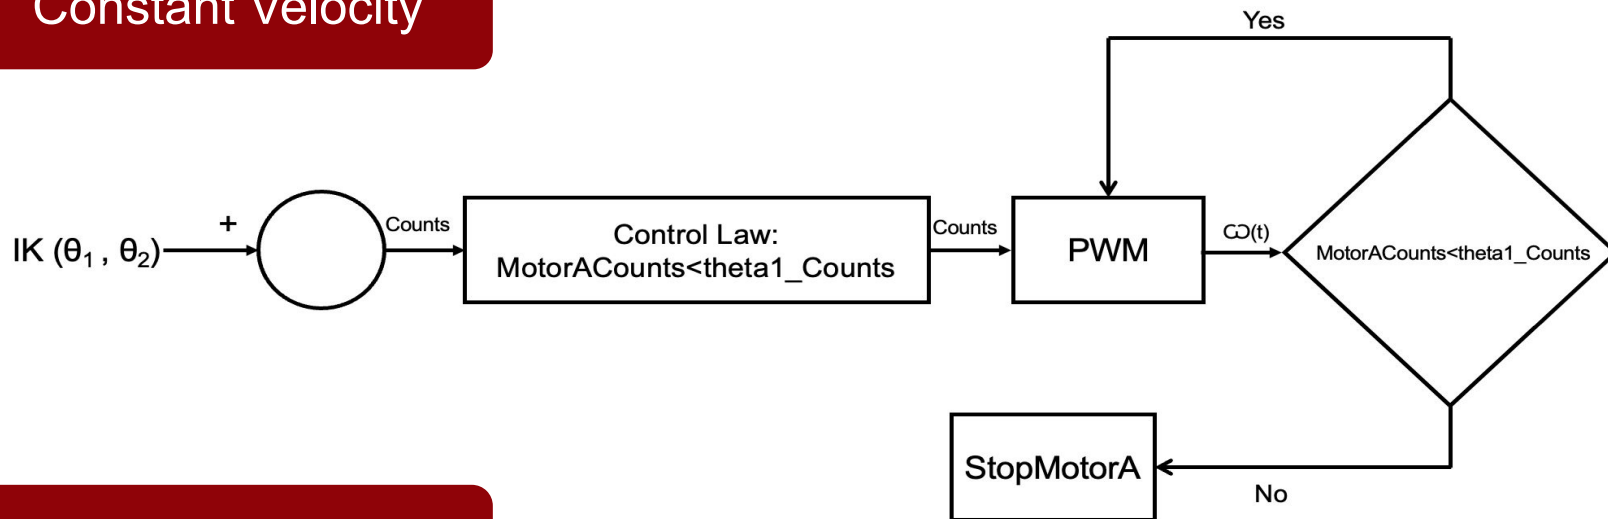 Constant Velocity
Yes
+
Counts
IK (θ₁ , θ₂)
Control Law:
MotorACounts<theta1_Counts
Counts
PWM
ω(t)
MotorACounts<theta1_Counts
StopMotorA
No